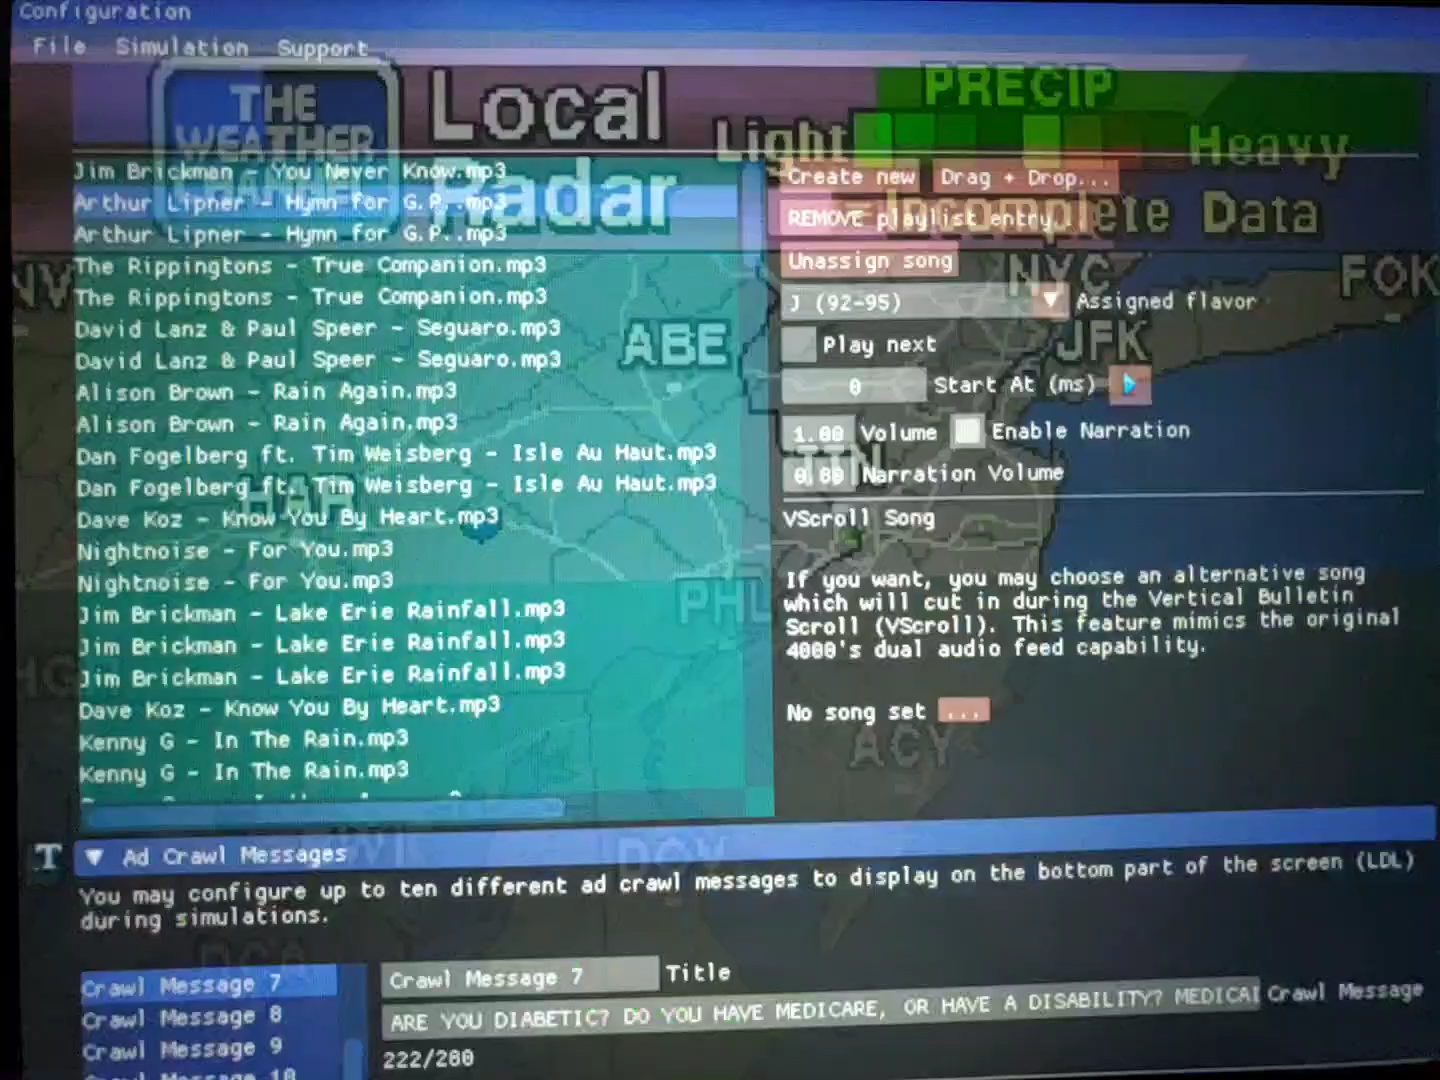 Configuration
File Simulation Support
THE WEATHER CHANNEL
Local Radar
PRECIP
Light Heavy
= Incomplete Data
Jim Brickman - You Never Know.mp3
Arthur Lipner - Hymn for G.P..mp3
Arthur Lipner - Hymn for G.P..mp3
The Rippingtons - True Companion.mp3
The Rippingtons - True Companion.mp3
David Lanz & Paul Speer - Seguaro.mp3
David Lanz & Paul Speer - Seguaro.mp3
Alison Brown - Rain Again.mp3
Alison Brown - Rain Again.mp3
Dan Fogelberg ft. Tim Weisberg - Isle Au Haut.mp3
Dan Fogelberg ft. Tim Weisberg - Isle Au Haut.mp3
Dave Koz - Know You By Heart.mp3
Nightnoise - For You.mp3
Nightnoise - For You.mp3
Jim Brickman - Lake Erie Rainfall.mp3
Jim Brickman - Lake Erie Rainfall.mp3
Jim Brickman - Lake Erie Rainfall.mp3
Dave Koz - Know You By Heart.mp3
Kenny G - In The Rain.mp3
Kenny G - In The Rain.mp3
Create new Drag + Drop...
REMOVE playlist entry...
Unassign song
J (92-95) Assigned flavor
Play next
0 Start At (ms)
1.00 Volume Enable Narration
0.80 Narration Volume
VScroll Song
If you want, you may choose an alternative song
which will cut in during the Vertical Bulletin
Scroll (VScroll). This feature mimics the original
4000's dual audio feed capability.
No song set ...
NYC
FOK
JFK
ABE
HAR
PHL
ACY
DOV
DCA
T
Ad Crawl Messages
You may configure up to ten different ad crawl messages to display on the bottom part of the screen (LDL)
during simulations.
Crawl Message 7
Crawl Message 8
Crawl Message 9
Crawl Message 10
Crawl Message 7 Title
ARE YOU DIABETIC? DO YOU HAVE MEDICARE, OR HAVE A DISABILITY? MEDICAI Crawl Message
222/280